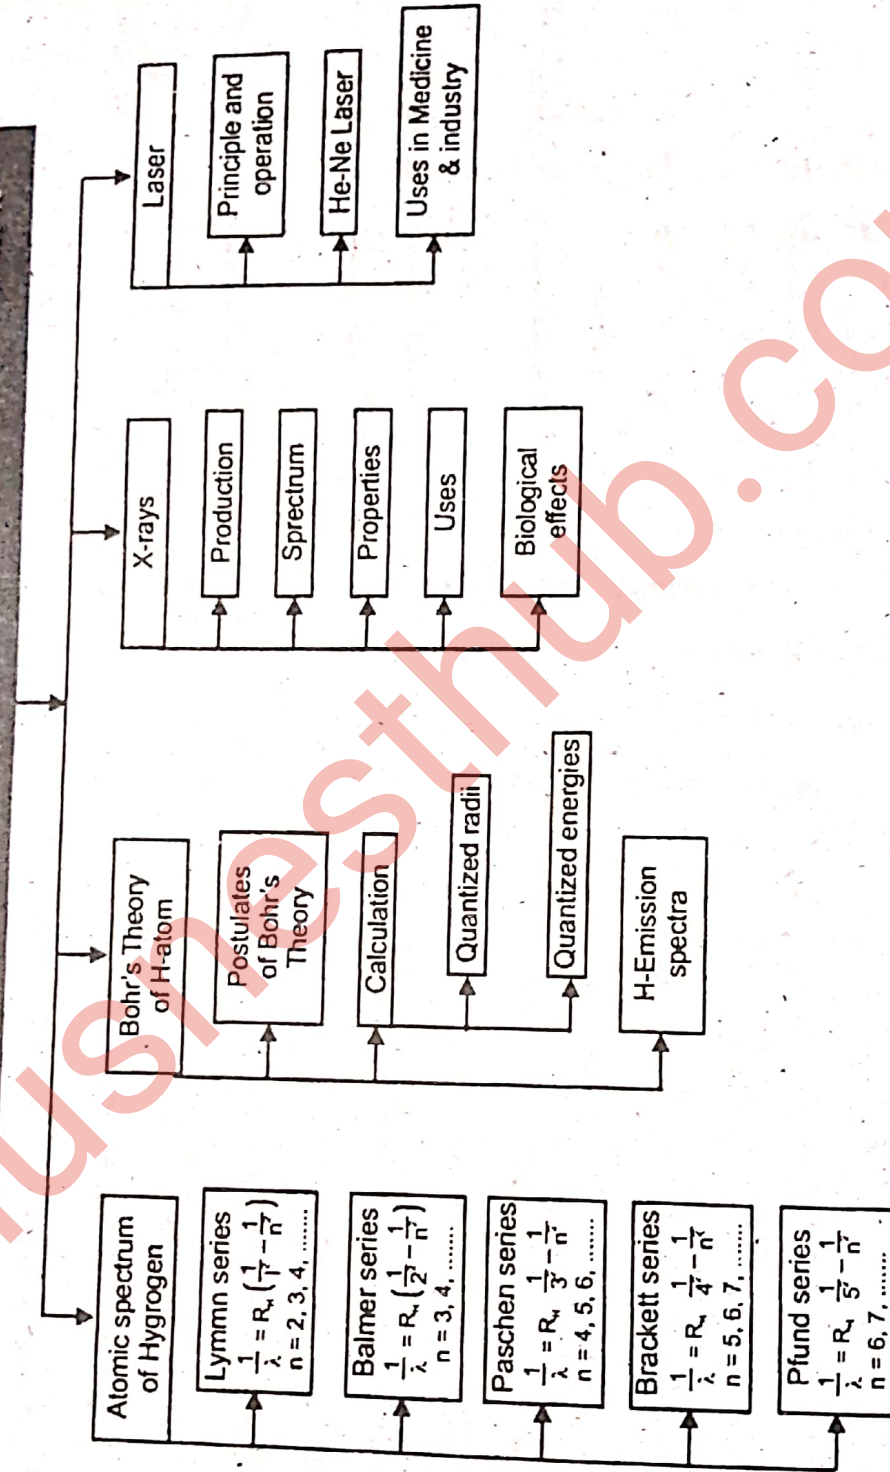 Atomic spectrum
of Hygrogen
Lymmn series
1/λ = R_H (1/1² − 1/n²)
n = 2, 3, 4, ........
Balmer series
1/λ = R_H (1/2² − 1/n²)
n = 3, 4, ........
Paschen series
1/λ = R_H 1/3² − 1/n²
n = 4, 5, 6, ........
Brackett series
1/λ = R_H 1/4² − 1/n²
n = 5, 6, 7, ........
Pfund series
1/λ = R_H 1/5² − 1/n²
n = 6, 7, ........
Bohr's Theory
of H-atom
Postulates
of Bohr's
Theory
Calculation
Quantized radii
Quantized energies
H-Emission
spectra
X-rays
Production
Sprectrum
Properties
Uses
Biological
effects
Laser
Principle and
operation
He-Ne Laser
Uses in Medicine
& industry
usnesthub.co